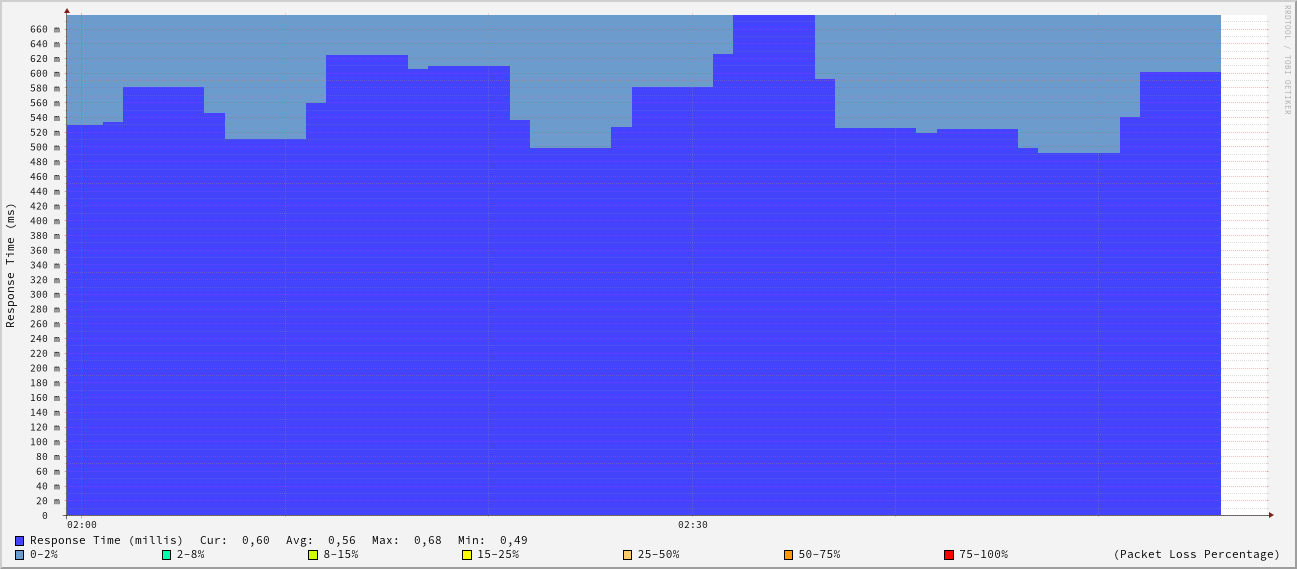 RRDTOOL / TOBI OETIKER
Response Time (ms)
660 m
640 m
620 m
600 m
580 m
560 m
540 m
520 m
500 m
480 m
460 m
440 m
420 m
400 m
380 m
360 m
340 m
320 m
300 m
280 m
260 m
240 m
220 m
200 m
180 m
160 m
140 m
120 m
100 m
80 m
60 m
40 m
20 m
0
02:00 02:30
Response Time (millis) Cur: 0,60 Avg: 0,56 Max: 0,68 Min: 0,49
0-2% 2-8% 8-15% 15-25% 25-50% 50-75% 75-100% (Packet Loss Percentage)